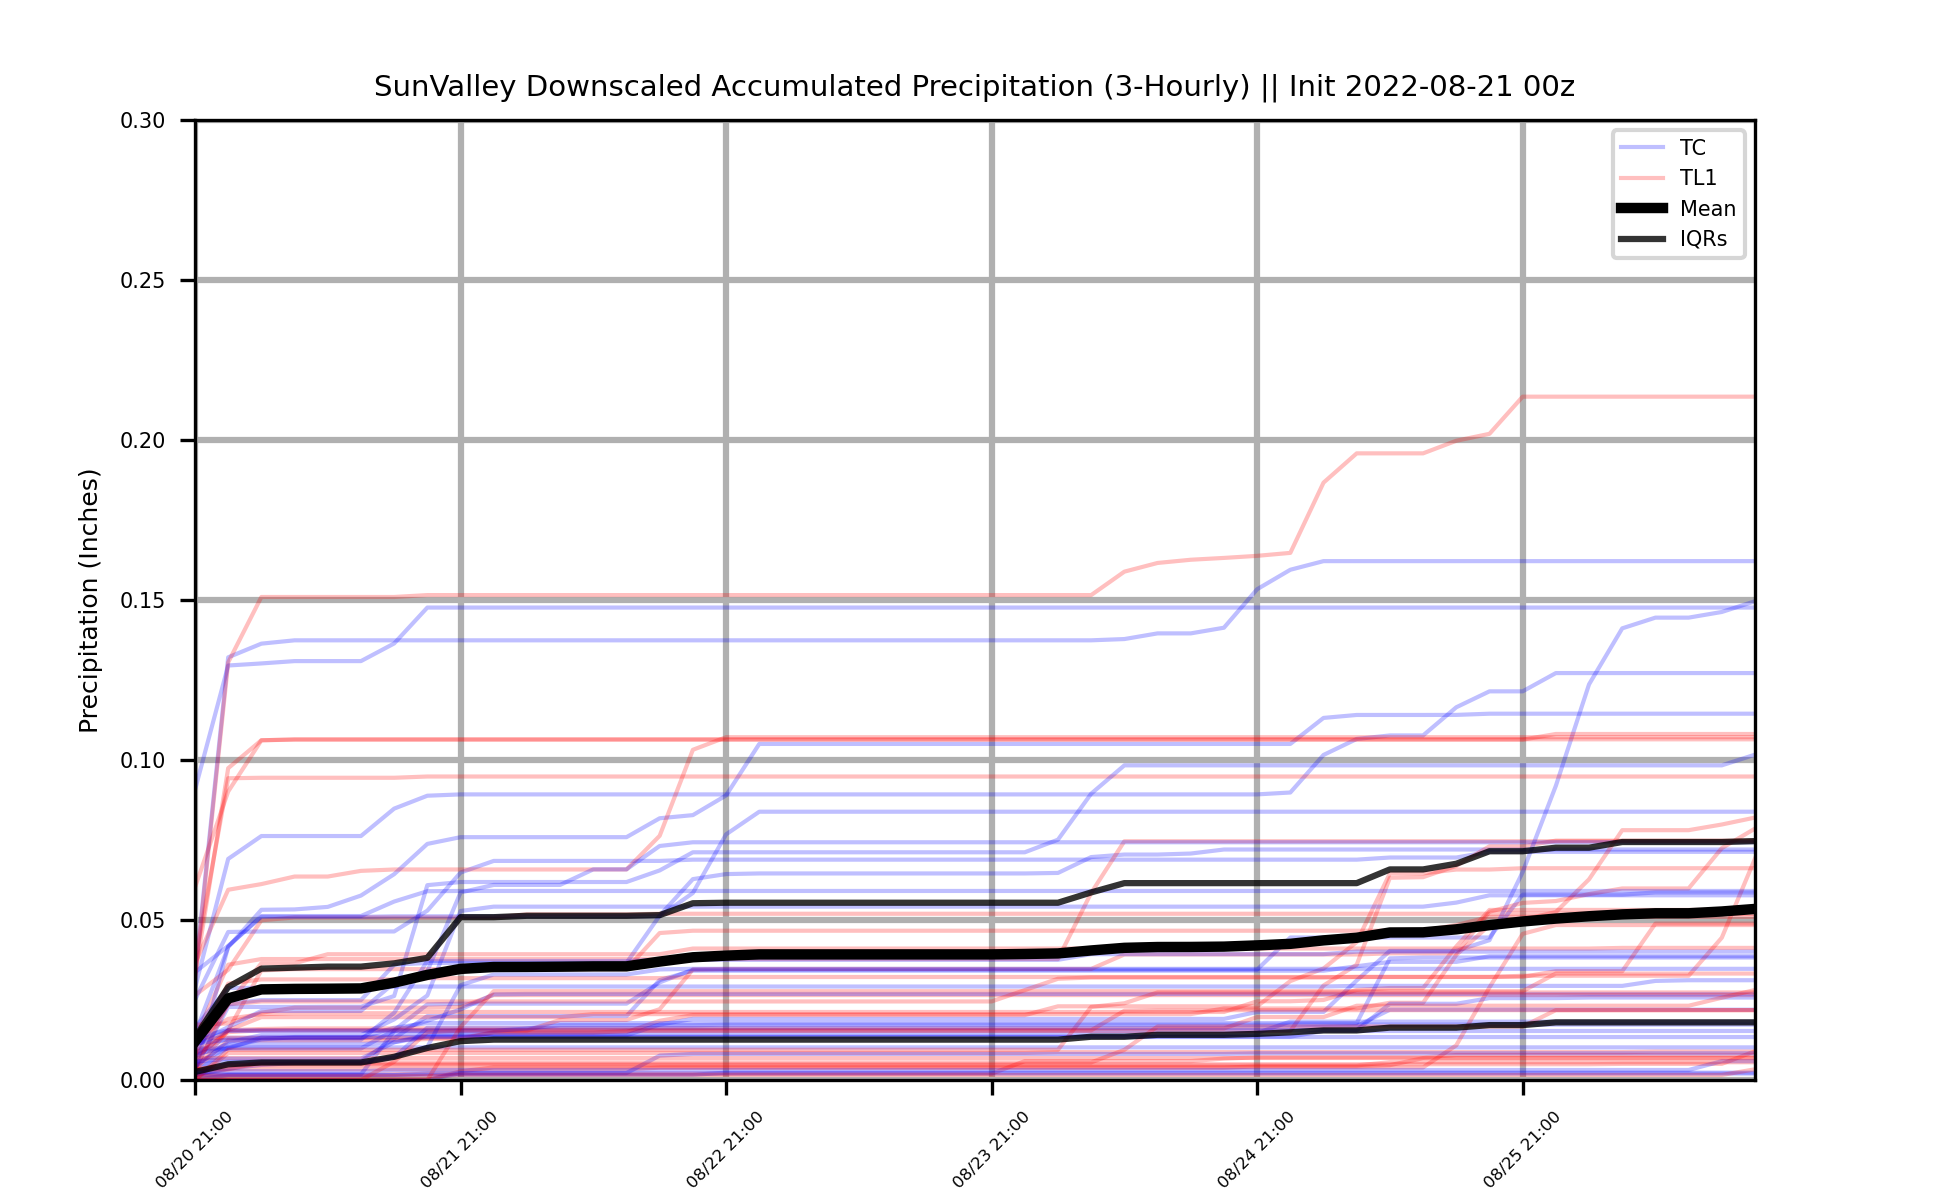 SunValley Downscaled Accumulated Precipitation (3-Hourly) || Init 2022-08-21 00z
Precipitation (Inches)
0.30
0.25
0.20
0.15
0.10
0.05
0.00
TC
TL1
Mean
IQRs
08/20 21:00
08/21 21:00
08/22 21:00
08/23 21:00
08/24 21:00
08/25 21:00